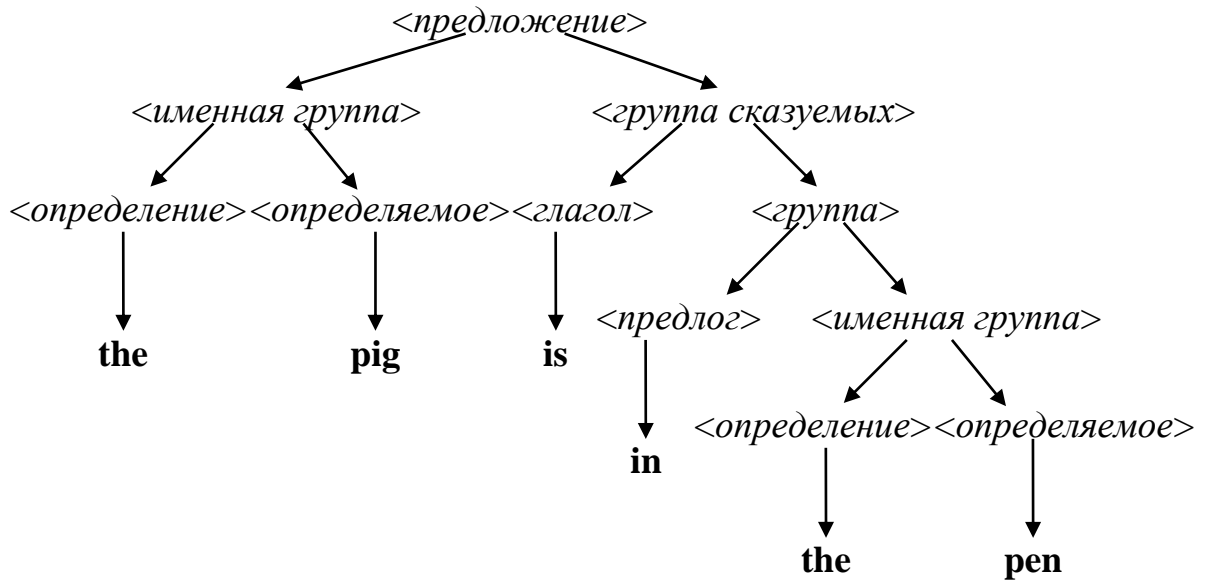 <предложение>
<именная группа> <группа сказуемых>
<определение> <определяемое> <глагол> <группа>
<предлог> <именная группа>
the pig is
<определение> <определяемое>
in
the pen